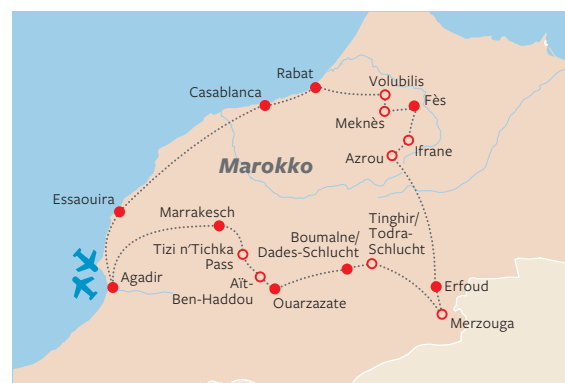 Rabat
Volubilis
Casablanca
Fès
Meknès
Ifrane
Marokko
Azrou
Essaouira
Marrakesch
Tinghir/
Todra-
Schlucht
Boumalne/
Dades-Schlucht
Tizi n’Tichka
Pass
Agadir
Aït-
Ben-Haddou
Ouarzazate
Erfoud
Merzouga